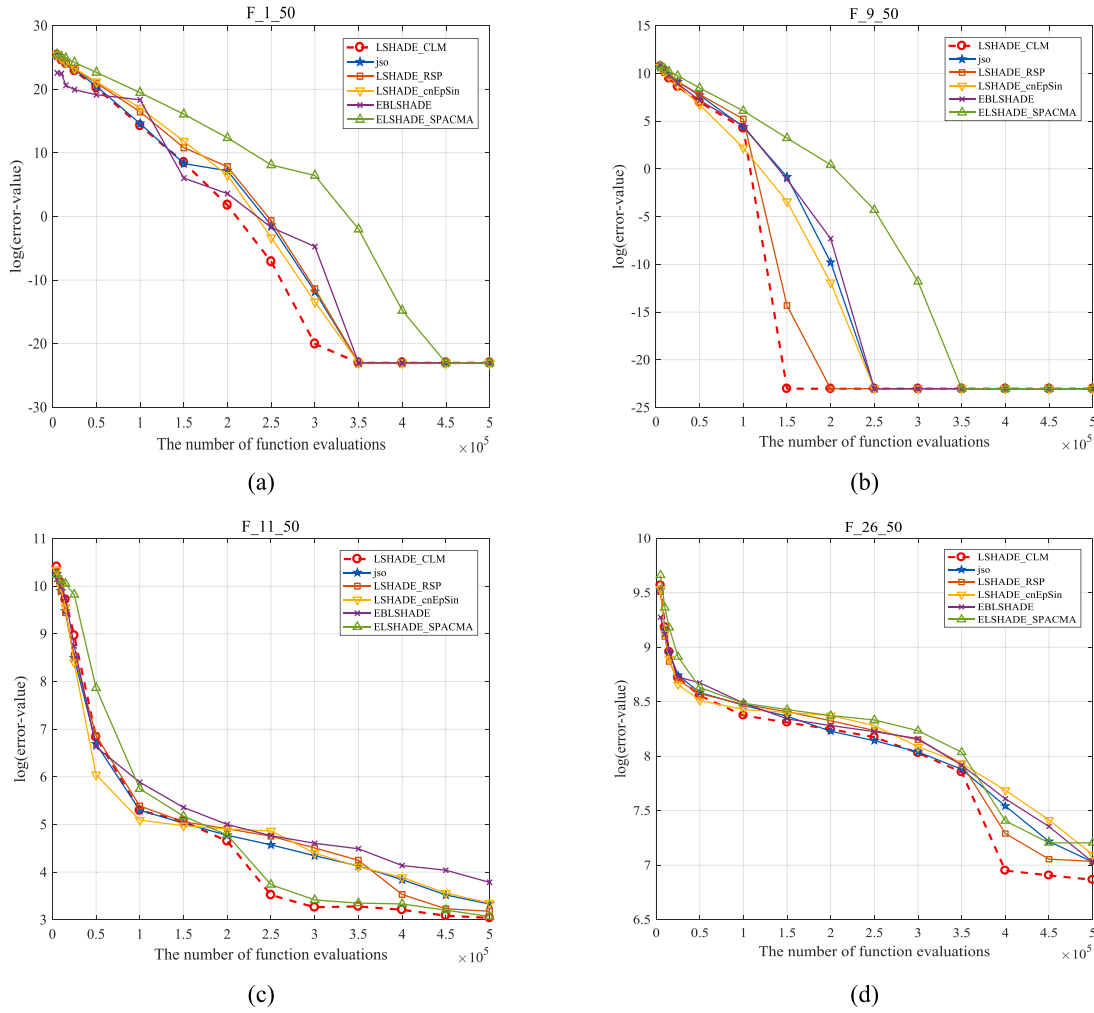 F_1_50
30
20
10
0
-10
-20
-30
log(error-value)
LSHADE_CLM
jso
LSHADE_RSP
LSHADE_cnEpSin
EBLSHADE
ELSHADE_SPACMA
0 0.5 1 1.5 2 2.5 3 3.5 4 4.5 5
The number of function evaluations
×10^5
(a)
F_9_50
15
10
5
0
-5
-10
-15
-20
-25
log(error-value)
LSHADE_CLM
jso
LSHADE_RSP
LSHADE_cnEpSin
EBLSHADE
ELSHADE_SPACMA
0 0.5 1 1.5 2 2.5 3 3.5 4 4.5 5
The number of function evaluations
×10^5
(b)
F_11_50
11
10
9
8
7
6
5
4
3
log(error-value)
LSHADE_CLM
jso
LSHADE_RSP
LSHADE_cnEpSin
EBLSHADE
ELSHADE_SPACMA
0 0.5 1 1.5 2 2.5 3 3.5 4 4.5 5
The number of function evaluations
×10^5
(c)
F_26_50
10
9.5
9
8.5
8
7.5
7
6.5
log(error-value)
LSHADE_CLM
jso
LSHADE_RSP
LSHADE_cnEpSin
EBLSHADE
ELSHADE_SPACMA
0 0.5 1 1.5 2 2.5 3 3.5 4 4.5 5
The number of function evaluations
×10^5
(d)